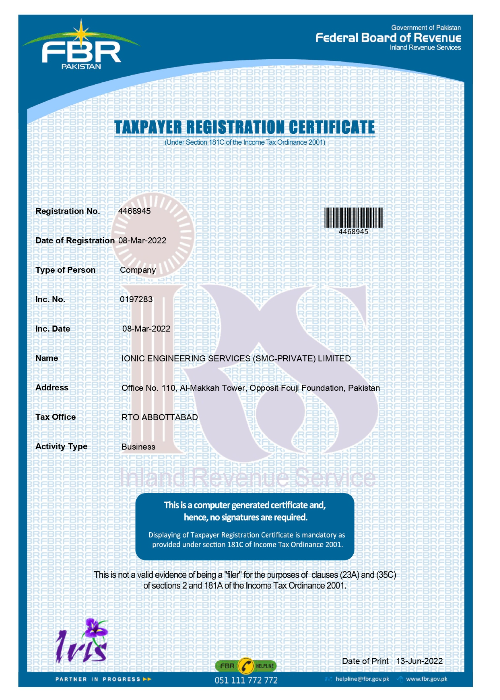 Government of Pakistan
Federal Board of Revenue
Inland Revenue Services
FBR
PAKISTAN
TAXPAYER REGISTRATION CERTIFICATE
(Under Section 181C of the Income Tax Ordinance 2001)
Registration No. 4468945
4468945
Date of Registration 08-Mar-2022
Type of Person Company
Inc. No. 0197283
Inc. Date 08-Mar-2022
Name IONIC ENGINEERING SERVICES (SMC-PRIVATE) LIMITED
Address Office No. 110, Al-Makkah Tower, Opposit Fouji Foundation, Pakistan
Tax Office RTO ABBOTTABAD
Activity Type Business
IRS
Inland Revenue Service
This is a computer generated certificate and,
hence, no signatures are required.
Displaying of Taxpayer Registration Certificate is mandatory as
provided under section 181C of Income Tax Ordinance 2001.
This is not a valid evidence of being a "filer" for the purposes of clauses (23A) and (35C)
of sections 2 and 181A of the Income Tax Ordinance 2001.
Iris
Date of Print 13-Jun-2022
PARTNER IN PROGRESS
FBR HELPLINE
051 111 772 772
helpline@fbr.gov.pk
www.fbr.gov.pk